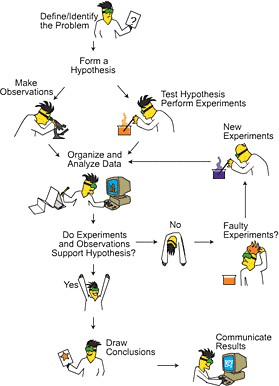 Define/Identify
the Problem
?
Form a
Hypothesis
Make
Observations
Test Hypothesis
Perform Experiments
New
Experiments
Organize and
Analyze Data
Do Experiments
and Observations
Support Hypothesis?
No
Faulty
Experiments?
Yes
Draw
Conclusions
Communicate
Results